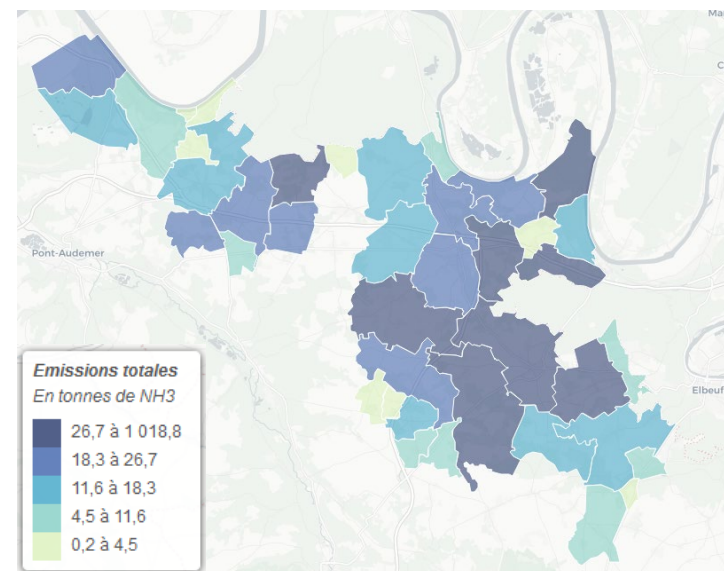 Ma
C
Pont-Audemer
Elbeuf
Emissions totales
En tonnes de NH3
26,7 à 1 018,8
18,3 à 26,7
11,6 à 18,3
4,5 à 11,6
0,2 à 4,5